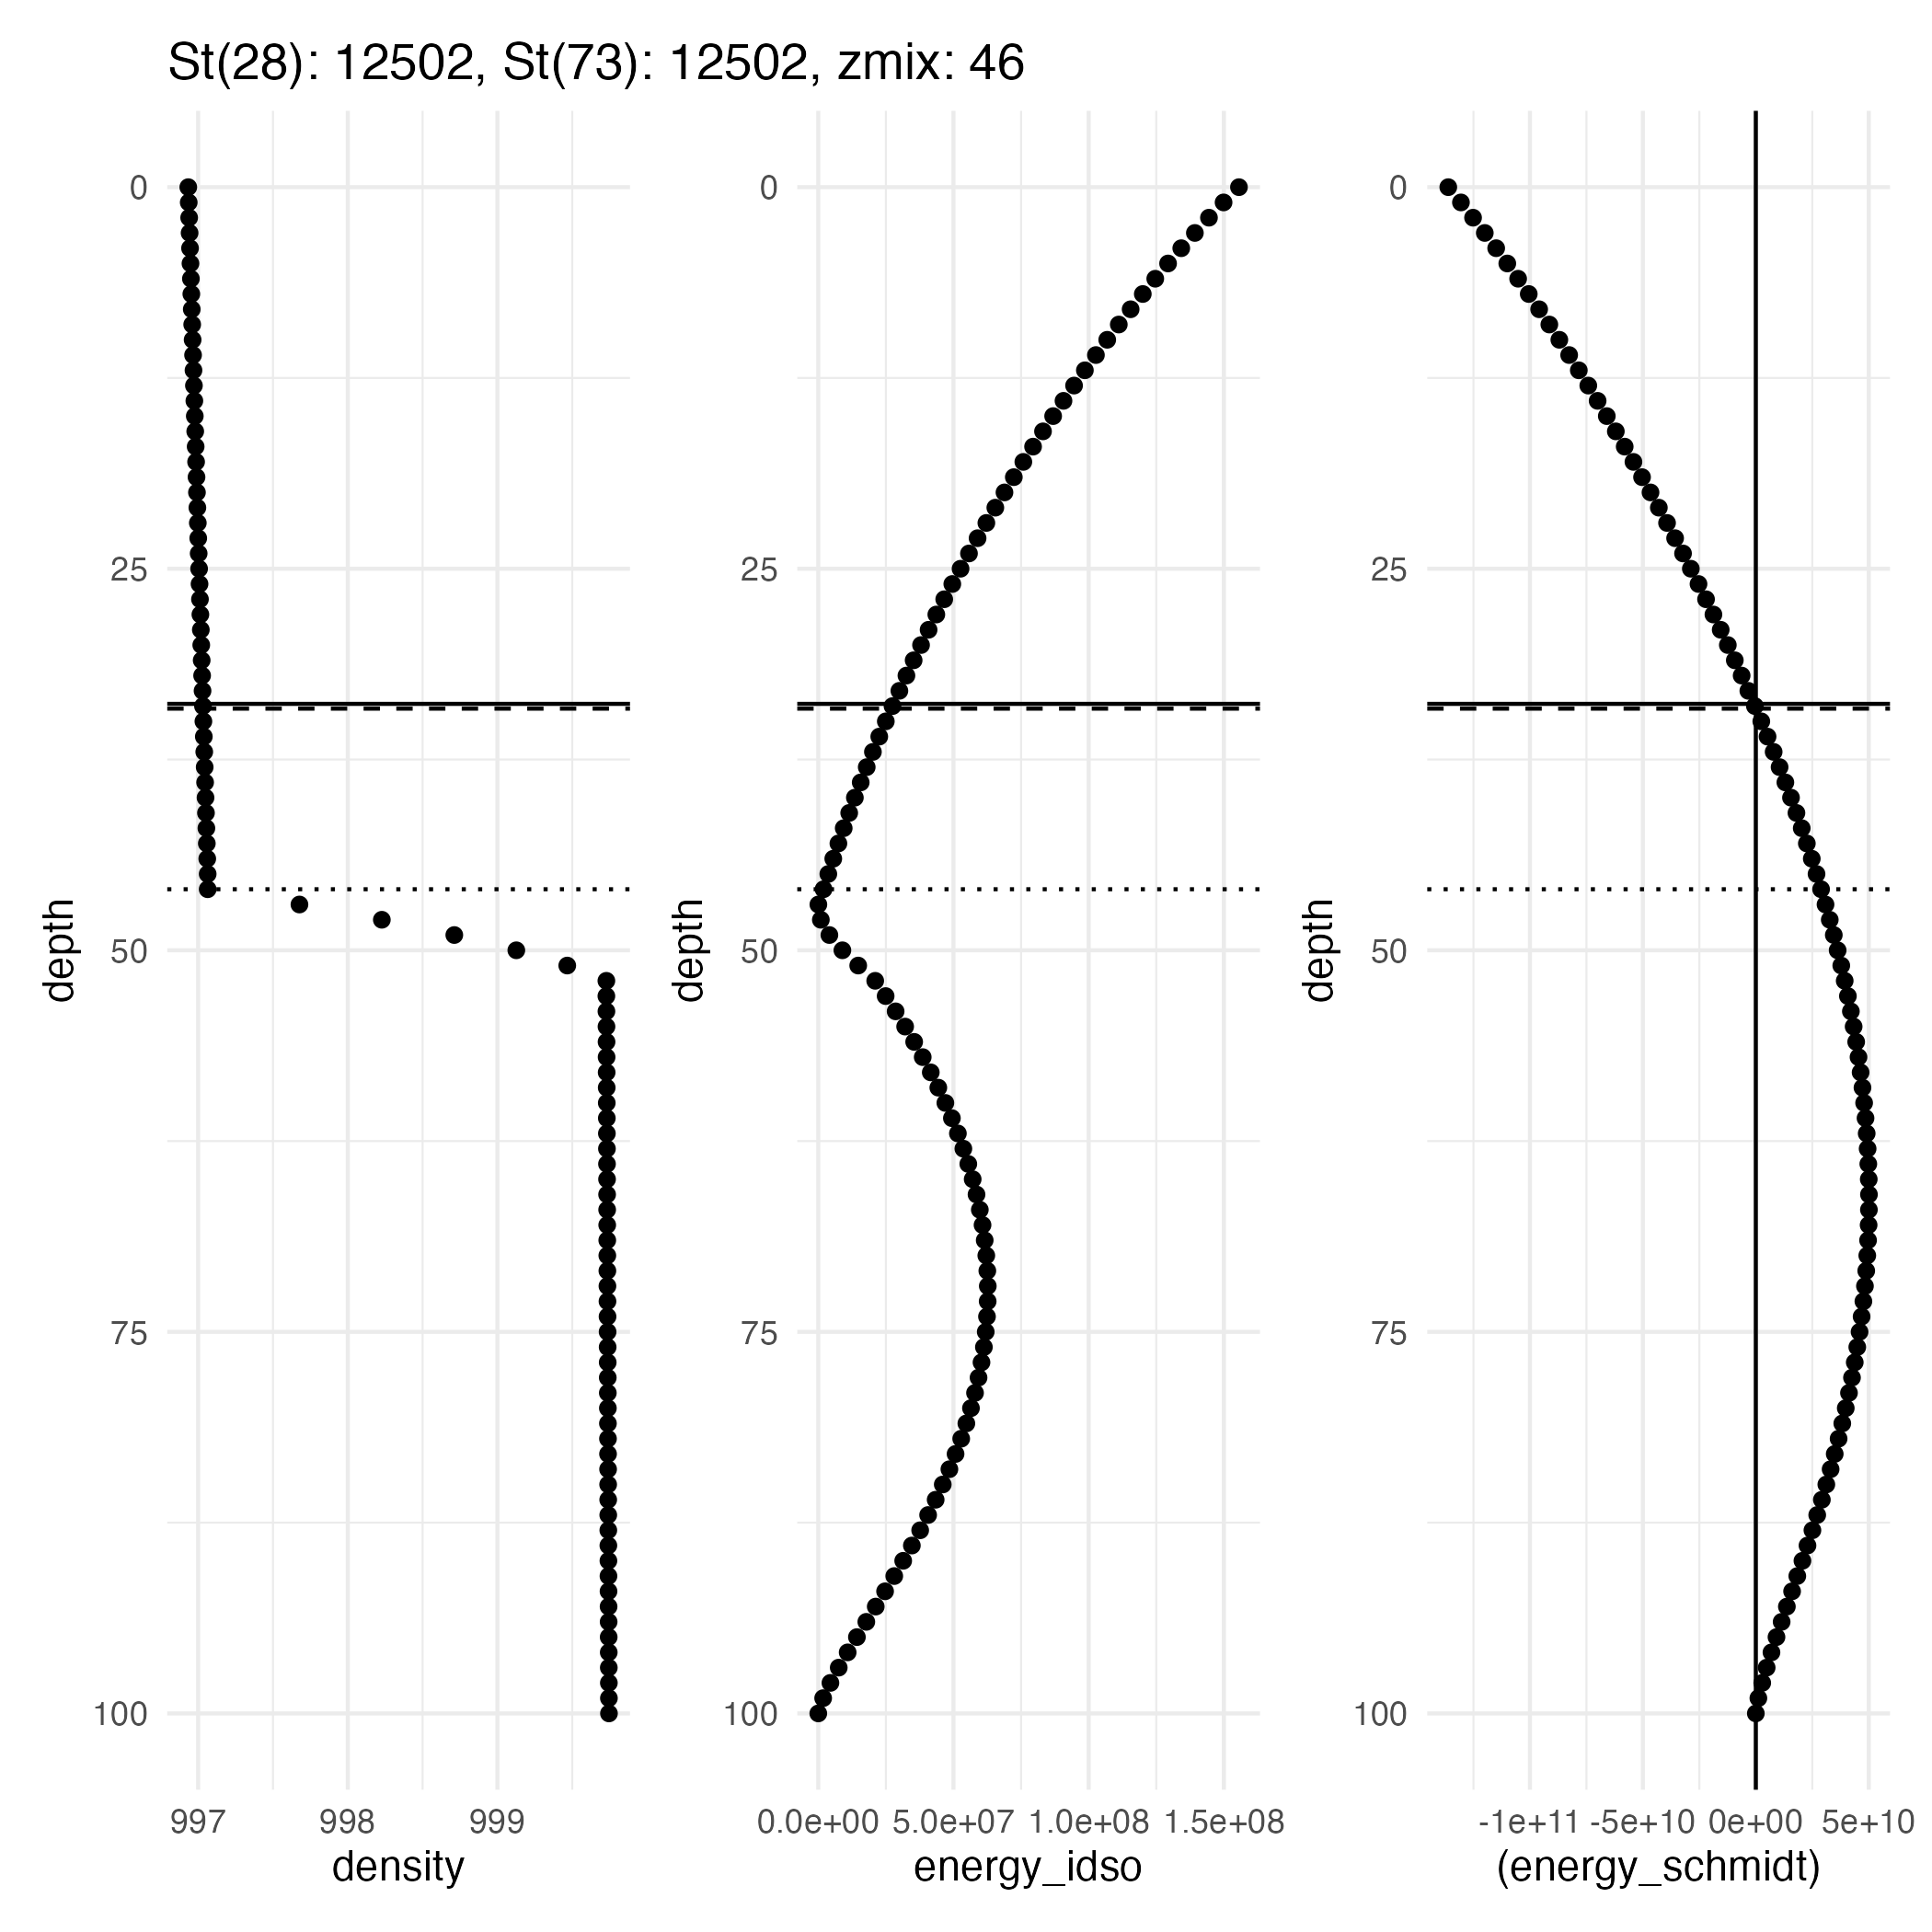 St(28): 12502, St(73): 12502, zmix: 46
depth
0
25
50
75
100
997 998 999
density
depth
0
25
50
75
100
0.0e+00 5.0e+07 1.0e+08 1.5e+08
energy_idso
depth
0
25
50
75
100
-1e+11 -5e+10 0e+00 5e+10
(energy_schmidt)